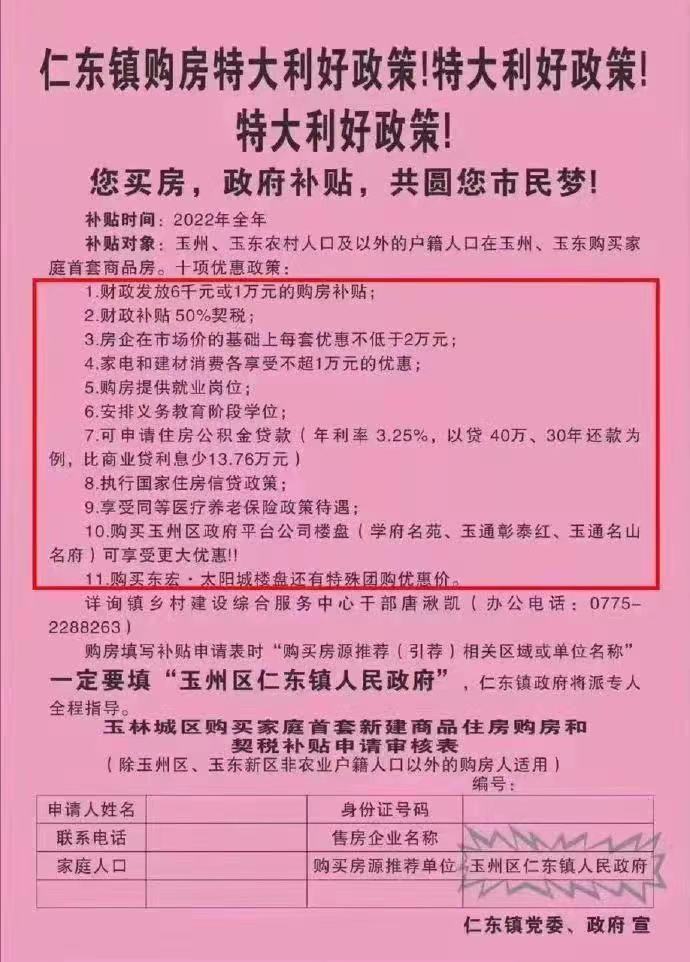 仁东镇购房特大利好政策!特大利好政策!
特大利好政策!
您买房，政府补贴，共圆您市民梦!
补贴时间：2022年全年
补贴对象：玉州、玉东农村人口及以外的户籍人口在玉州、玉东购买家
庭首套商品房。十项优惠政策：
1.财政发放6千元或1万元的购房补贴；
2.财政补贴50%契税；
3.房企在市场价的基础上每套优惠不低于2万元；
4.家电和建材消费各享受不超1万元的优惠；
5.购房提供就业岗位；
6.安排义务教育阶段学位；
7.可申请住房公积金贷款（年利率 3.25%，以贷 40万、30年还款为
例，比商业贷利息少13.76万元）
8.执行国家住房信贷政策；
9.享受同等医疗养老保险政策待遇；
10.购买玉州区政府平台公司楼盘（学府名苑、玉通彰泰红、玉通名山
名府）可享受更大优惠!!
11.购买东宏·太阳城楼盘还有特殊团购优惠价。
详询镇乡村建设综合服务中心干部唐湫凯（办公电话：0775-
2288263）
购房填写补贴申请表时“购买房源推荐（引荐）相关区域或单位名称”
一定要填“玉州区仁东镇人民政府”，仁东镇政府将派专人
全程指导。
玉林城区购买家庭首套新建商品住房购房和
契税补贴申请审核表
（除玉州区、玉东新区非农业户籍人口以外的购房人适用）
编号：
申请人姓名 身份证号码
联系电话 售房企业名称
家庭人口 购买房源推荐单位 玉州区仁东镇人民政府
仁东镇党委、政府 宣